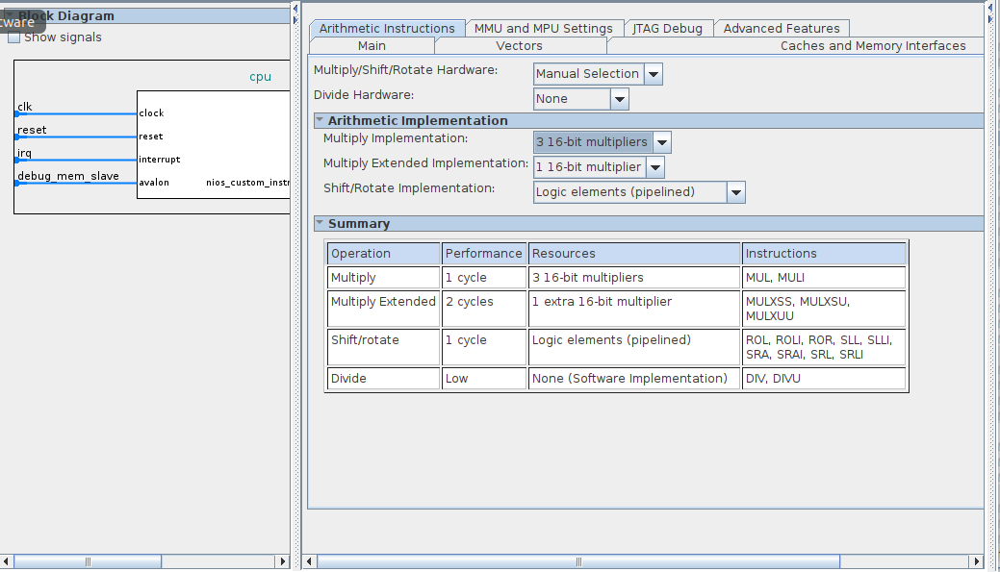 Block Diagram
tware
Show signals
cpu
clk
clock
reset
reset
irq
interrupt
debug_mem_slave
avalon
nios_custom_instr
Arithmetic Instructions MMU and MPU Settings JTAG Debug Advanced Features
Main Vectors Caches and Memory Interfaces
Multiply/Shift/Rotate Hardware: Manual Selection
Divide Hardware: None
Arithmetic Implementation
Multiply Implementation: 3 16-bit multipliers
Multiply Extended Implementation: 1 16-bit multiplier
Shift/Rotate Implementation: Logic elements (pipelined)
Summary
Operation Performance Resources Instructions
Multiply 1 cycle 3 16-bit multipliers MUL, MULI
Multiply Extended 2 cycles 1 extra 16-bit multiplier MULXSS, MULXSU,
MULXUU
Shift/rotate 1 cycle Logic elements (pipelined) ROL, ROLI, ROR, SLL, SLLI,
SRA, SRAI, SRL, SRLI
Divide Low None (Software Implementation) DIV, DIVU